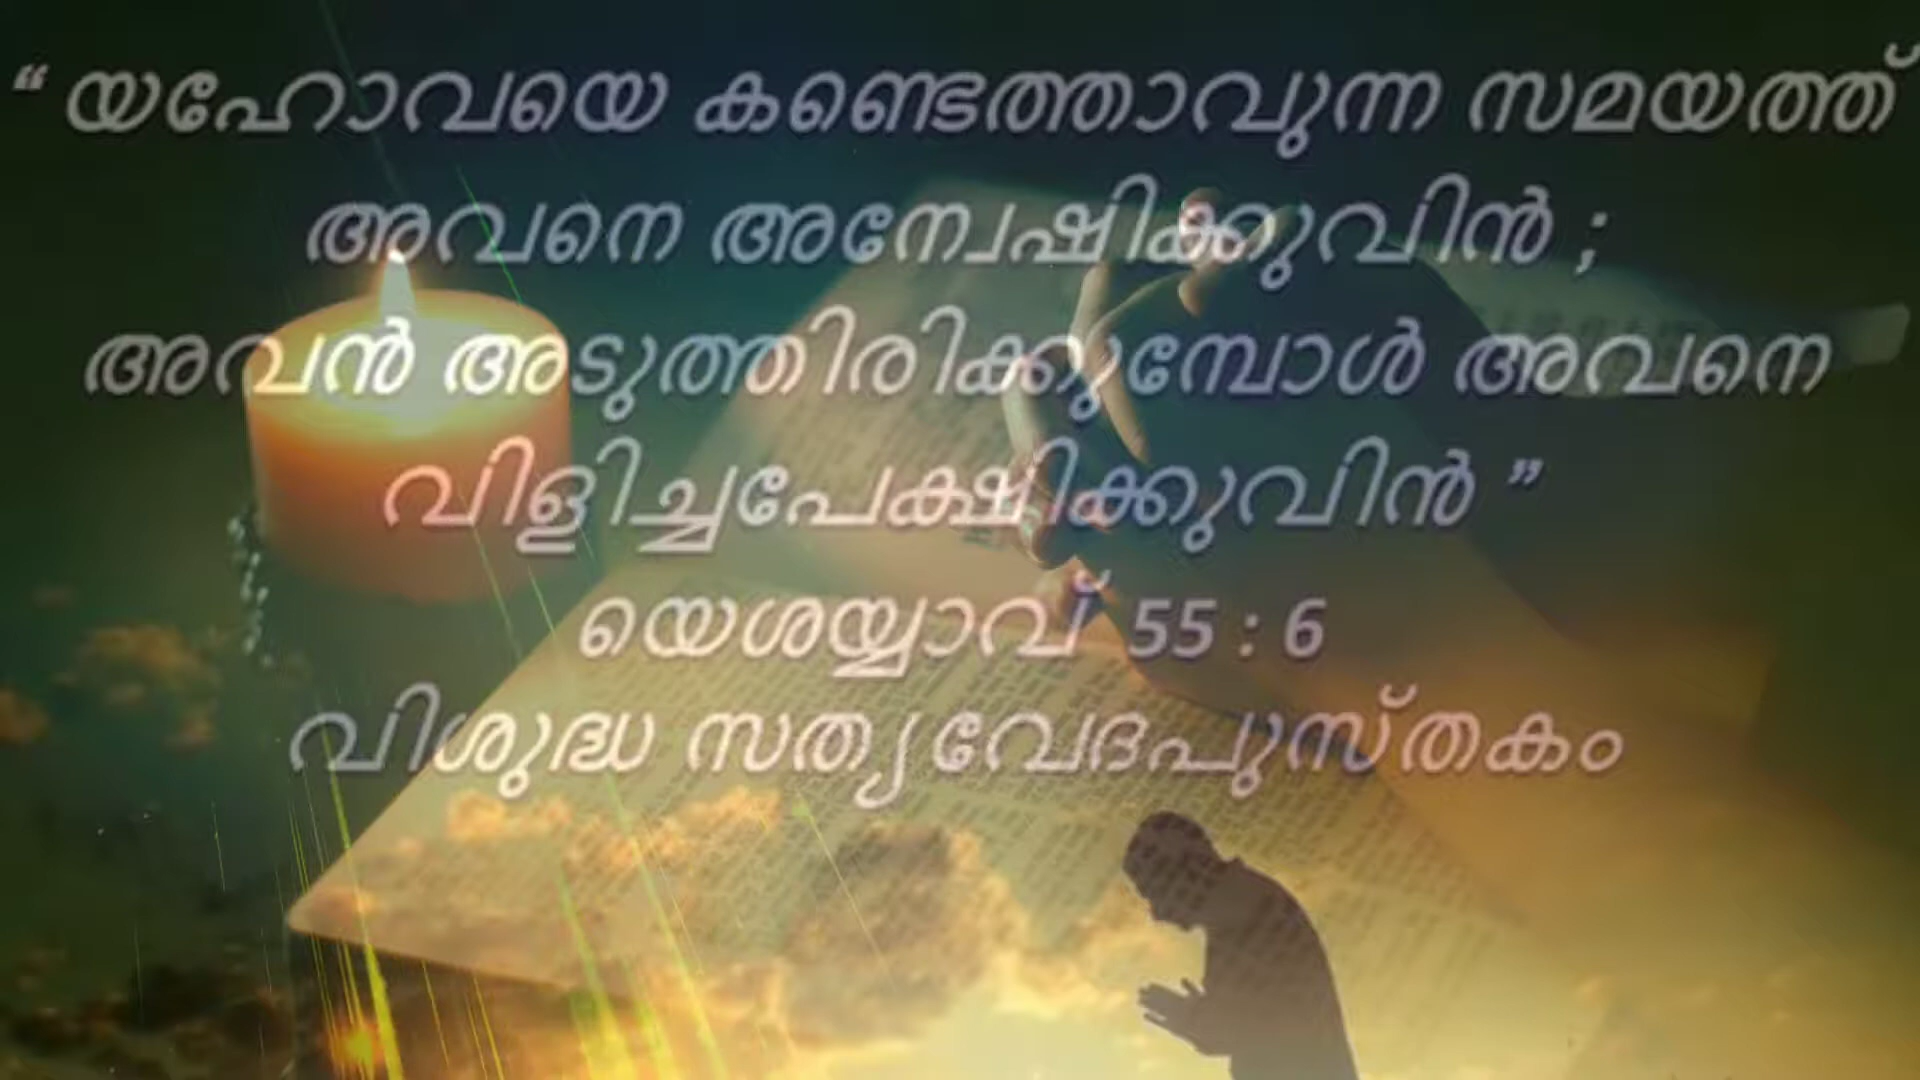 “ യഹോവയെ കണ്ടെത്താവുന്ന സമയത്ത്
അവനെ അന്വേഷിക്കുവിൻ ;
അവൻ അടുത്തിരിക്കുമ്പോൾ അവനെ
വിളിച്ചപേക്ഷിക്കുവിൻ ”
യെശയ്യാവ് 55 : 6
വിശുദ്ധ സത്യവേദപുസ്തകം